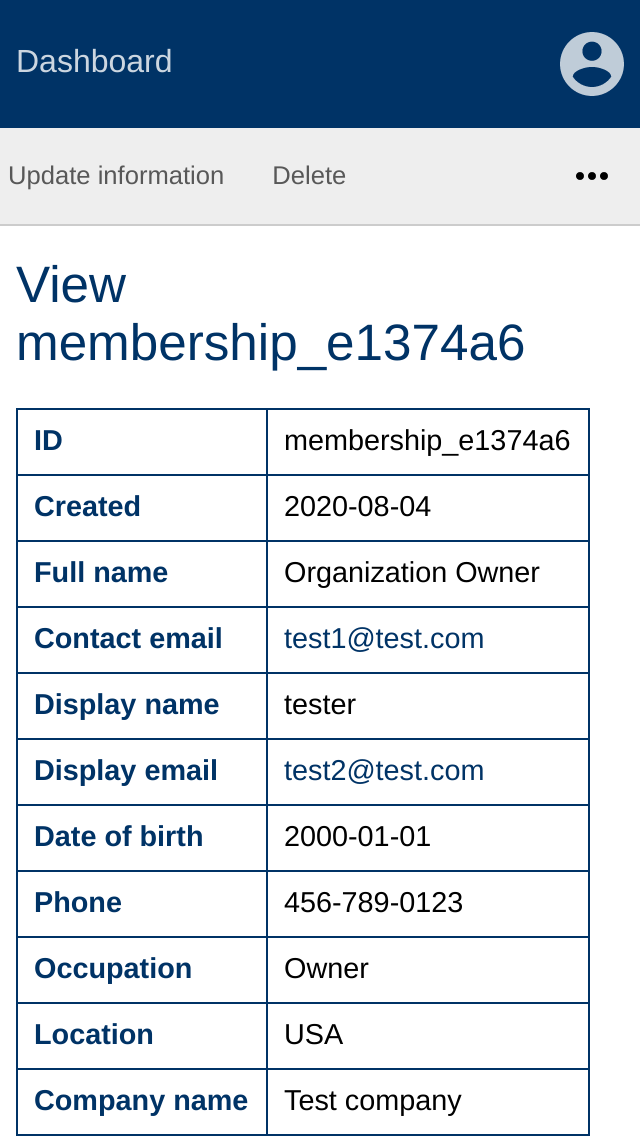 Dashboard
Update information Delete •••
View
membership_e1374a6
ID membership_e1374a6
Created 2020-08-04
Full name Organization Owner
Contact email test1@test.com
Display name tester
Display email test2@test.com
Date of birth 2000-01-01
Phone 456-789-0123
Occupation Owner
Location USA
Company name Test company